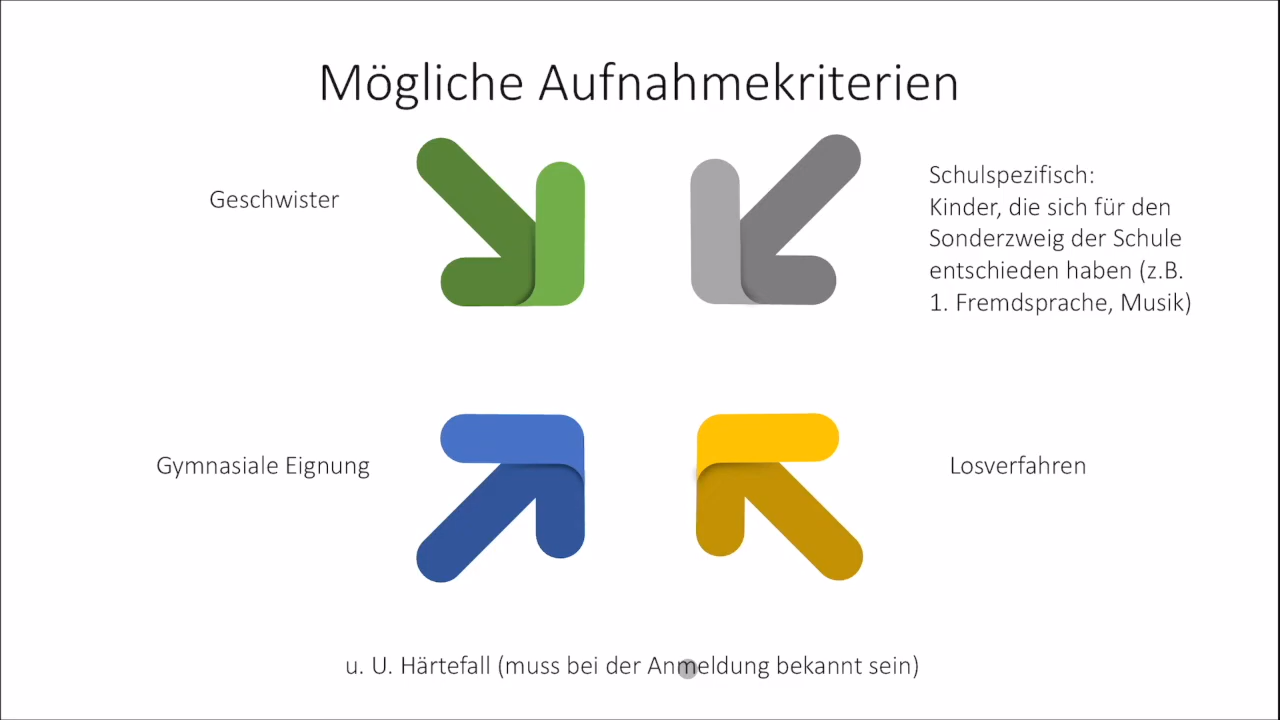 Mögliche Aufnahmekriterien
Geschwister
Schulspezifisch:
Kinder, die sich für den
Sonderzweig der Schule
entschieden haben (z.B.
1. Fremdsprache, Musik)
Gymnasiale Eignung
Losverfahren
u. U. Härtefall (muss bei der Anmeldung bekannt sein)